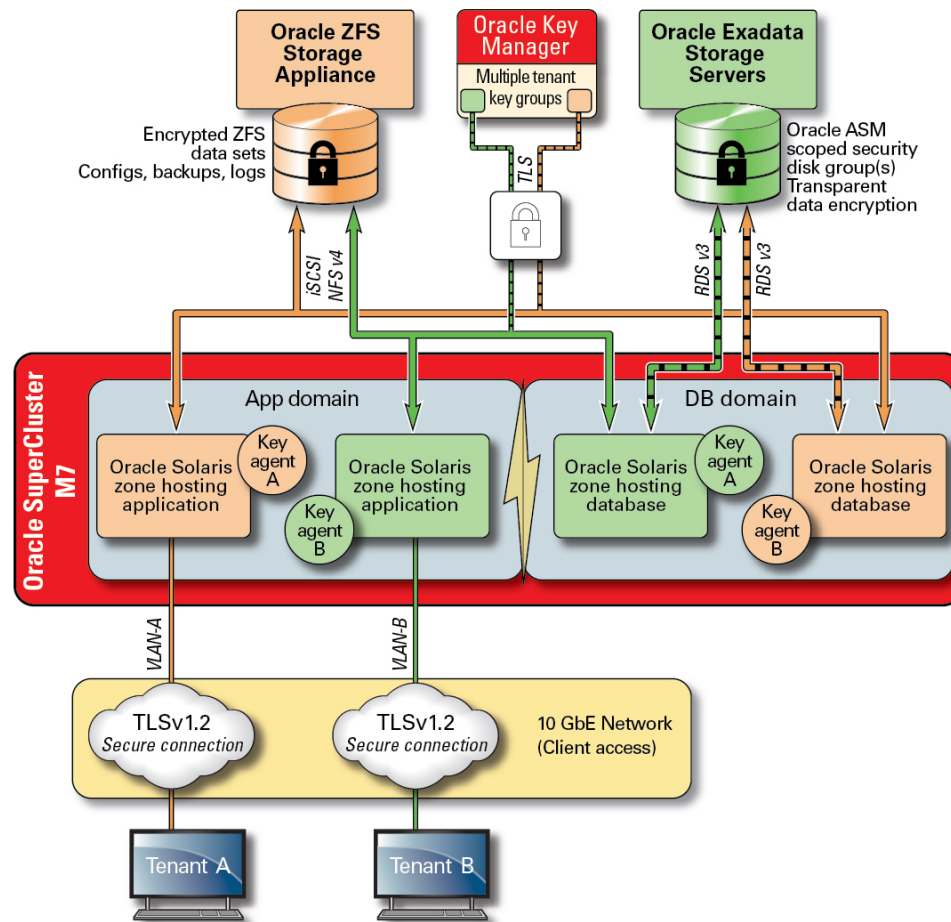 Oracle ZFS
Storage
Appliance
Oracle Key
Manager
Multiple tenant
key groups
Oracle Exadata
Storage
Servers
Encrypted ZFS
data sets
Configs, backups, logs
Oracle ASM
scoped security
disk group(s)
Transparent
data encryption
TLS
iSCSI
NFS v4
RDS v3
RDS v3
Oracle SuperCluster
M7
App domain
DB domain
Oracle Solaris
zone hosting
application
Key
agent
A
Oracle Solaris
zone hosting
application
Key
agent
B
Oracle Solaris
zone hosting
database
Key
agent
A
Oracle Solaris
zone hosting
database
Key
agent
B
VLAN-A
VLAN-B
TLSv1.2
Secure connection
TLSv1.2
Secure connection
10 GbE Network
(Client access)
Tenant A
Tenant B